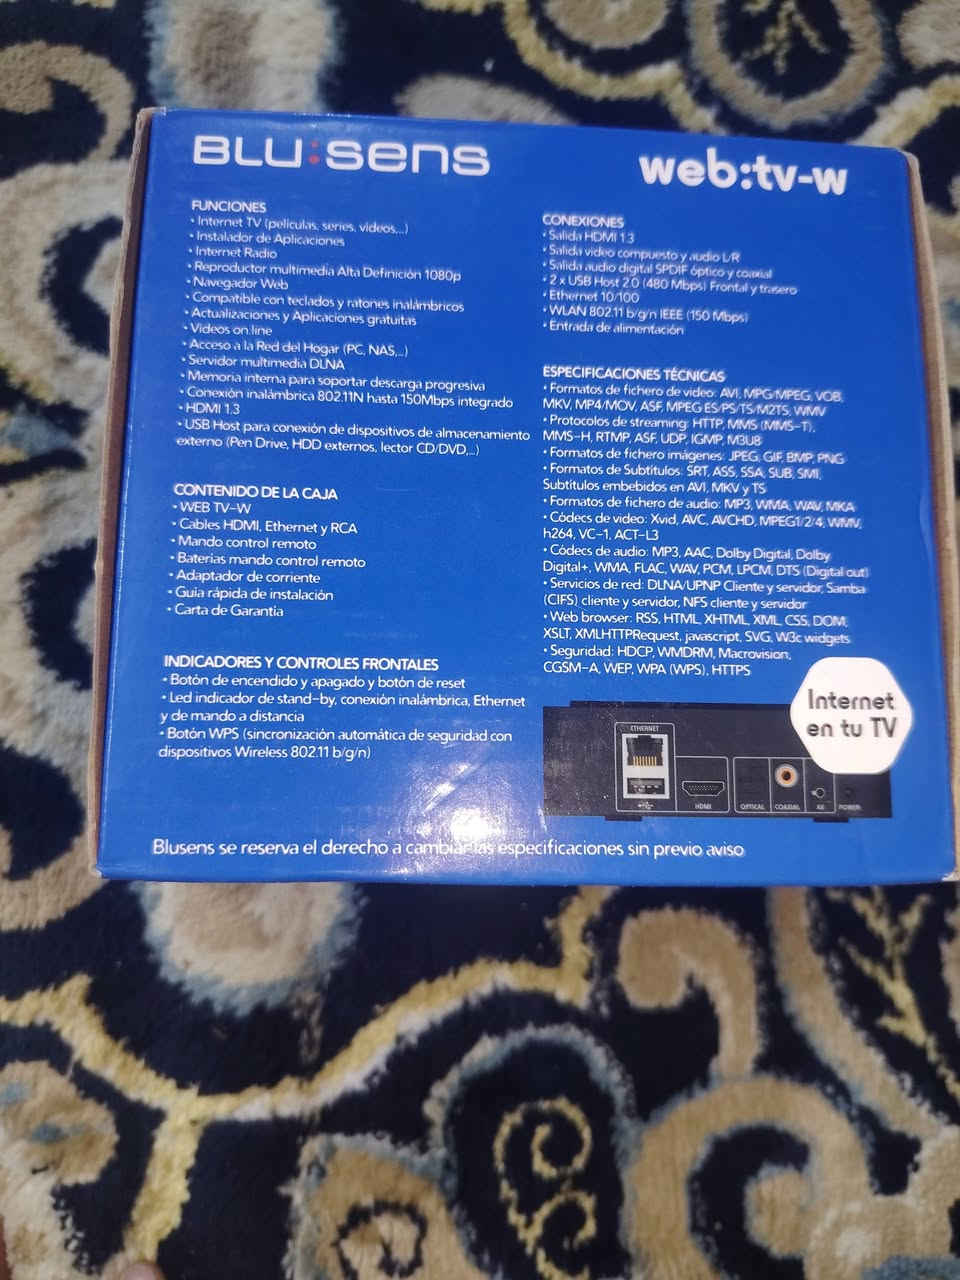 BLU:sens
web:tv-w
FUNCIONES
• Internet TV (películas, series, vídeos,...)
• Instalador de Aplicaciones
• Internet Radio
• Reproductor multimedia Alta Definición 1080p
• Navegador Web
• Compatible con teclados y ratones inalámbricos
• Actualizaciones y Aplicaciones gratuitas
• Videos on line
• Acceso a la Red del Hogar (PC, NAS,...)
• Servidor multimedia DLNA
• Memoria interna para soportar descarga progresiva
• Conexión inalámbrica 802.11N hasta 150Mbps integrado
• HDMI 1.3
• USB Host para conexión de dispositivos de almacenamiento
externo (Pen Drive, HDD externos, lector CD/DVD,...)
CONTENIDO DE LA CAJA
• WEB TV-W
• Cables HDMI, Ethernet y RCA
• Mando control remoto
• Baterias mando control remoto
• Adaptador de corriente
• Guía rápida de instalación
• Carta de Garantía
INDICADORES Y CONTROLES FRONTALES
• Botón de encendido y apagado y botón de reset
• Led indicador de stand-by, conexión inalámbrica, Ethernet
y de mando a distancia
• Botón WPS (sincronización automática de seguridad con
dispositivos Wireless 802.11 b/g/n)
CONEXIONES
• Salida HDMI 1.3
• Salida video compuesto y audio L/R
• Salida audio digital SPDIF óptico y coaxial
• 2 x USB Host 2.0 (480 Mbps) Frontal y trasero
• Ethernet 10/100
• WLAN 802.11 b/g/n IEEE (150 Mbps)
• Entrada de alimentación
ESPECIFICACIONES TÉCNICAS
• Formatos de fichero de video: AVI, MPG/MPEG, VOB,
MKV, MP4/MOV, ASF, MPEG ES/PS/TS/M2TS, WMV
• Protocolos de streaming: HTTP, MMS (MMS-T),
MMS-H, RTMP, ASF, UDP, IGMP, M3U8
• Formatos de fichero imágenes: JPEG, GIF, BMP, PNG
• Formatos de Subtítulos: SRT, ASS, SSA, SUB, SMI,
Subtítulos embebidos en AVI, MKV y TS
• Formatos de fichero de audio: MP3, WMA, WAV, MKA
• Códecs de video: Xvid, AVC, AVCHD, MPEG1/2/4, WMV,
h264, VC-1, ACT-L3
• Códecs de audio: MP3, AAC, Dolby Digital, Dolby
Digital+, WMA, FLAC, WAV, PCM, LPCM, DTS (Digital out)
• Servicios de red: DLNA/UPNP Cliente y servidor, Samba
(CIFS) cliente y servidor, NFS cliente y servidor
• Web browser: RSS, HTML, XHTML, XML, CSS, DOM,
XSLT, XMLHTTPRequest, javascript, SVG, W3c widgets
• Seguridad: HDCP, WMDRM, Macrovision,
CGSM-A, WEP, WPA (WPS), HTTPS
Internet
en tu TV
ETHERNET
HDMI
OPTICAL
COAXIAL
AV
POWER
Blusens se reserva el derecho a cambiar las especificaciones sin previo aviso